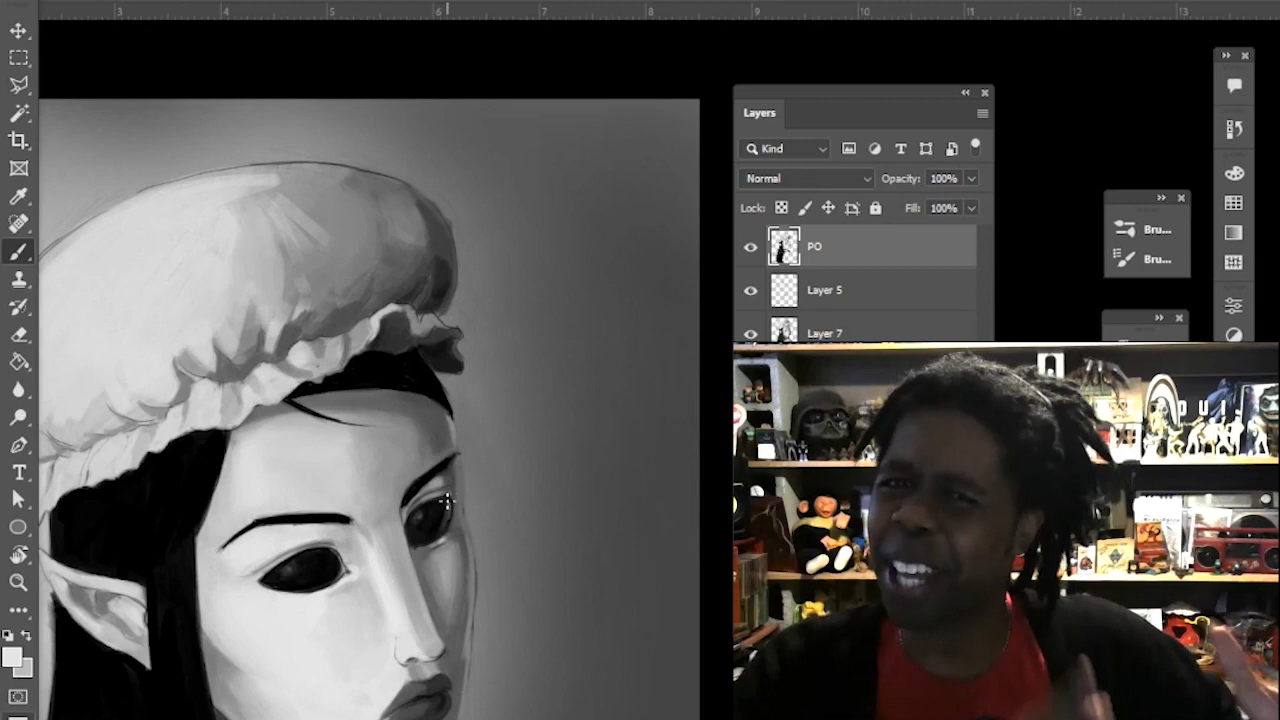 3 4 5 6 7 8 9 10 11 12 13
Layers
Kind
Normal Opacity: 100%
Lock: Fill: 100%
PO
Layer 5
Layer 7
Bru...
Bru...